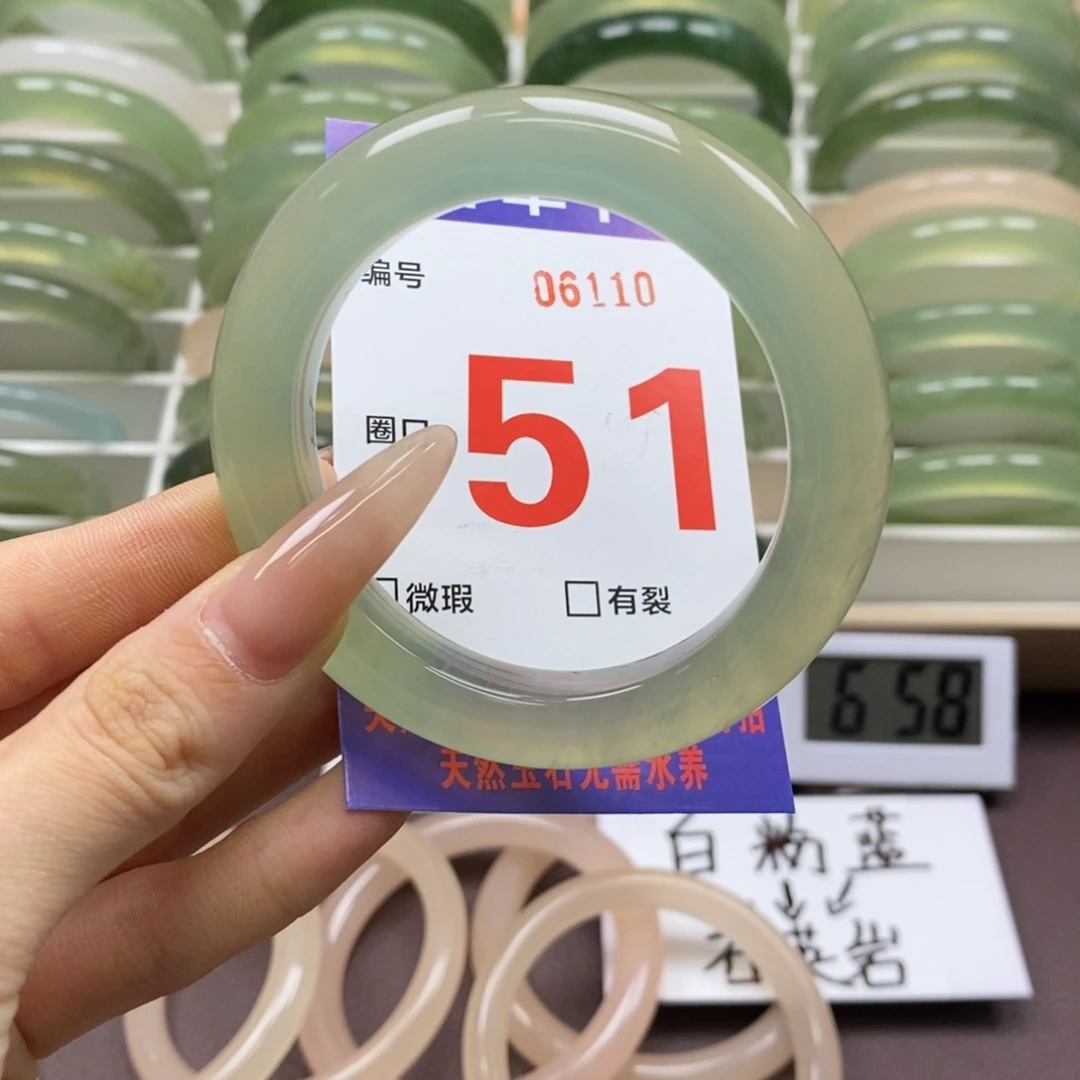 编号 06110
圈口 51
微瑕 有裂
天然玉石无需水养
6 58
白 粉 蓝
石英岩